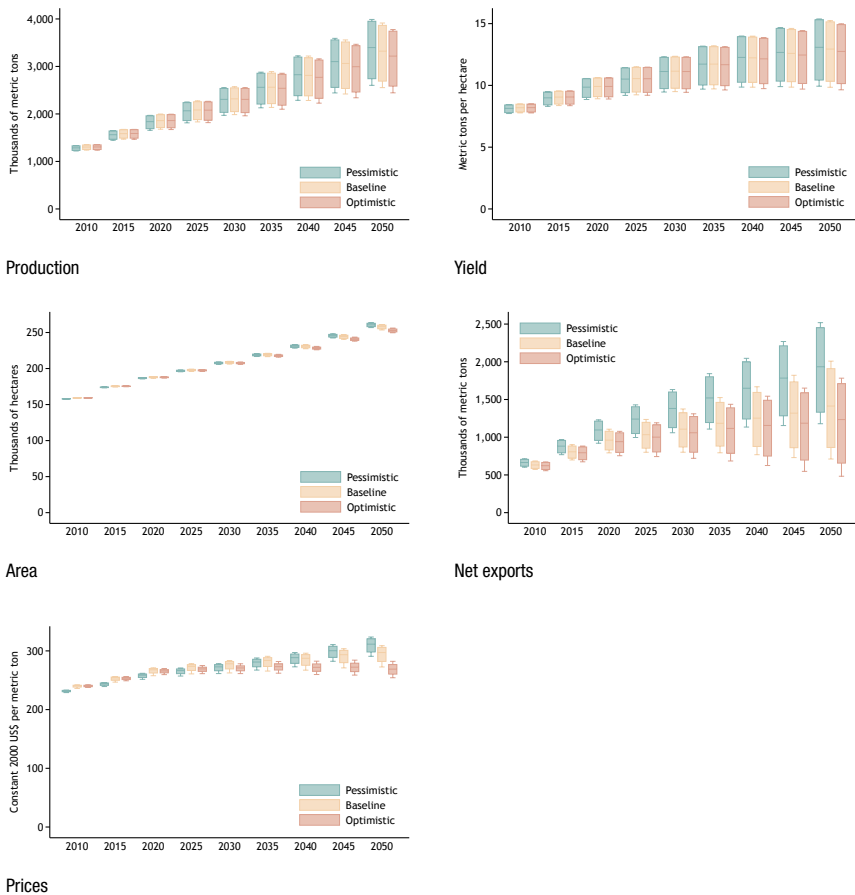 4,000
3,000
2,000
1,000
0
Thousands of metric tons
Pessimistic
Baseline
Optimistic
2010 2015 2020 2025 2030 2035 2040 2045 2050
Production
15
10
5
0
Metric tons per hectare
Pessimistic
Baseline
Optimistic
2010 2015 2020 2025 2030 2035 2040 2045 2050
Yield
250
200
150
100
50
0
Thousands of hectares
Pessimistic
Baseline
Optimistic
2010 2015 2020 2025 2030 2035 2040 2045 2050
Area
2,500
2,000
1,500
1,000
500
0
Thousands of metric tons
Pessimistic
Baseline
Optimistic
2010 2015 2020 2025 2030 2035 2040 2045 2050
Net exports
300
200
100
0
Constant 2000 US$ per metric ton
Pessimistic
Baseline
Optimistic
2010 2015 2020 2025 2030 2035 2040 2045 2050
Prices